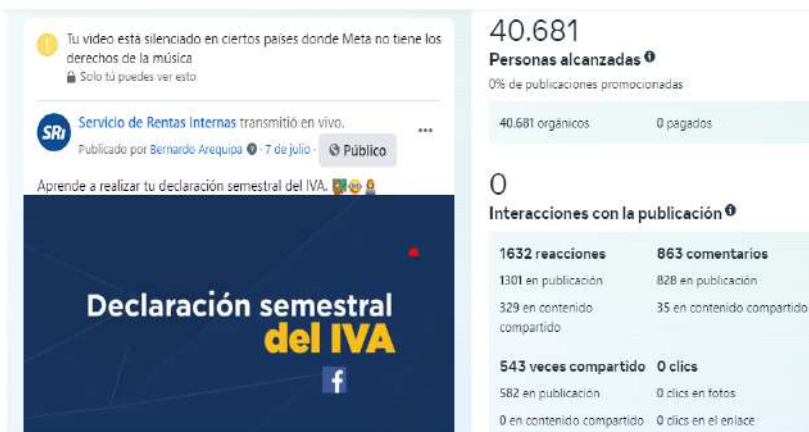 Tu video está silenciado en ciertos países donde Meta no tiene los
derechos de la música
Solo tú puedes ver esto
SRi
Servicio de Rentas Internas transmitió en vivo.
Publicado por Bernardo Arequipa · 7 de julio ·
Público
Aprende a realizar tu declaración semestral del IVA.
Declaración semestral
del IVA
f
40.681
Personas alcanzadas
0% de publicaciones promocionadas
40.681 orgánicos 0 pagados
0
Interacciones con la publicación
1632 reacciones 863 comentarios
1301 en publicación 828 en publicación
329 en contenido 35 en contenido compartido
compartido
543 veces compartido 0 clics
582 en publicación 0 clics en fotos
0 en contenido compartido 0 clics en el enlace